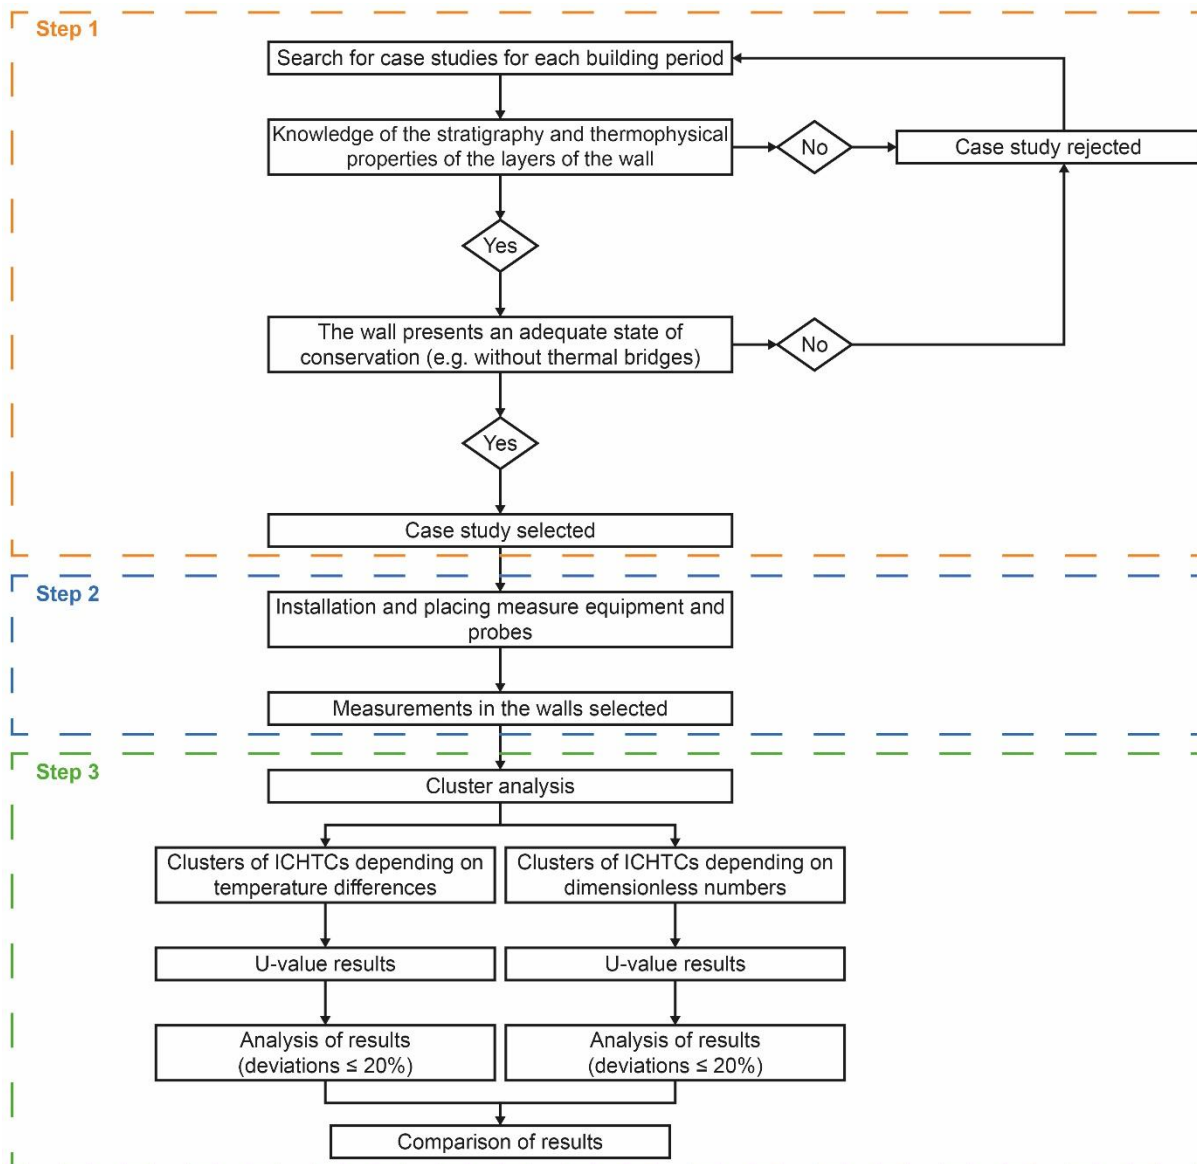 Step 1
Search for case studies for each building period
Knowledge of the stratigraphy and thermophysical
properties of the layers of the wall
No
Case study rejected
Yes
The wall presents an adequate state of
conservation (e.g. without thermal bridges)
No
Yes
Case study selected
Step 2
Installation and placing measure equipment and
probes
Measurements in the walls selected
Step 3
Cluster analysis
Clusters of ICHTCs depending on
temperature differences
Clusters of ICHTCs depending on
dimensionless numbers
U-value results
U-value results
Analysis of results
(deviations ≤ 20%)
Analysis of results
(deviations ≤ 20%)
Comparison of results